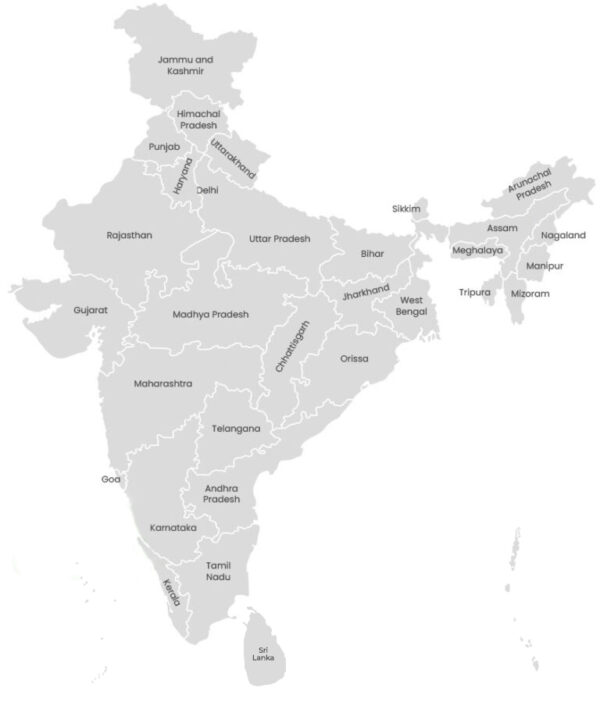 Jammu and
Kashmir
Himachal
Pradesh
Punjab
Uttarakhand
Haryana
Delhi
Arunachal
Pradesh
Sikkim
Assam
Nagaland
Rajasthan
Uttar Pradesh
Bihar
Meghalaya
Manipur
Jharkhand
Tripura
Mizoram
West
Bengal
Gujarat
Madhya Pradesh
Chhattisgarh
Orissa
Maharashtra
Telangana
Goa
Andhra
Pradesh
Karnataka
Tamil
Nadu
Kerala
Sri
Lanka